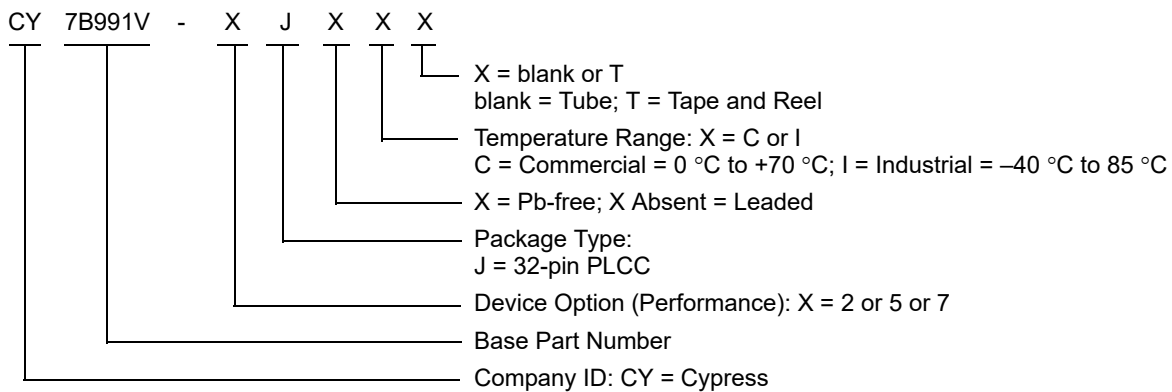 CY 7B991V - X J X X X
X = blank or T
blank = Tube; T = Tape and Reel
Temperature Range: X = C or I
C = Commercial = 0 °C to +70 °C; I = Industrial = –40 °C to 85 °C
X = Pb-free; X Absent = Leaded
Package Type:
J = 32-pin PLCC
Device Option (Performance): X = 2 or 5 or 7
Base Part Number
Company ID: CY = Cypress